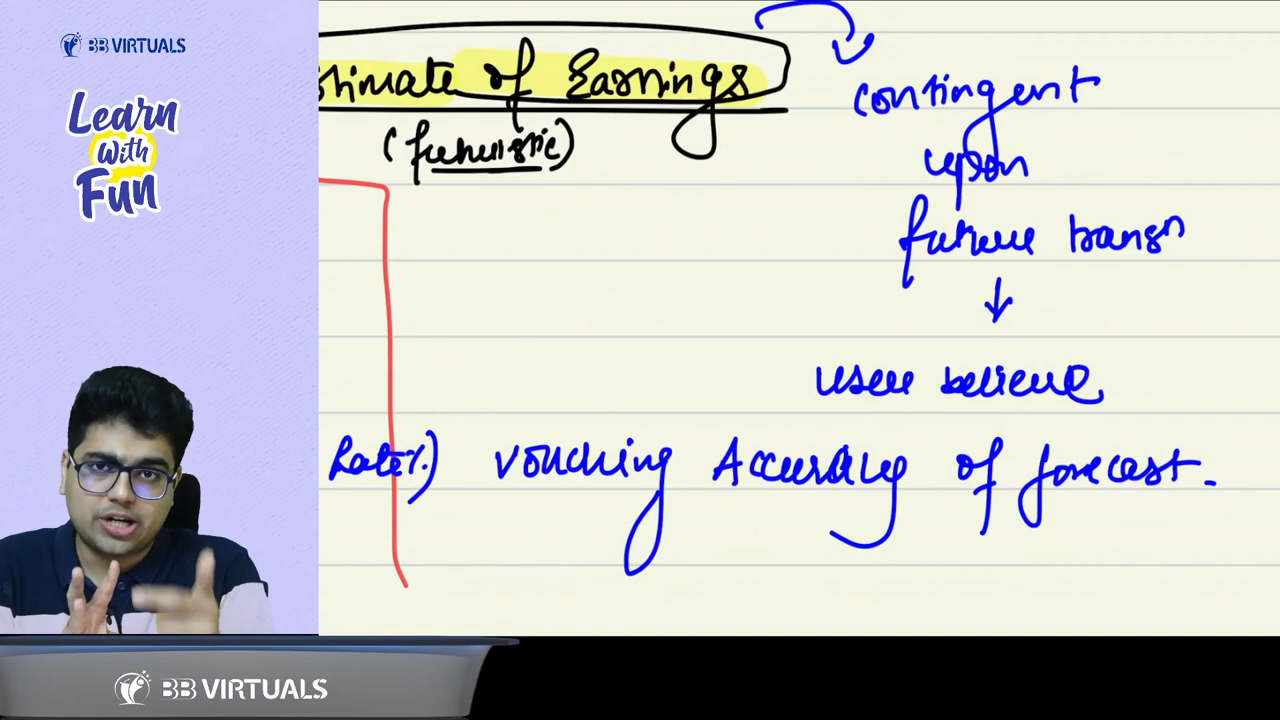 BB VIRTUALS
Learn
with
Fun
stimate of Earnings
(futuristic)
contingent
upon
future transn
↓
user believe
Rate%) vouching Accuracy of forecast.
BB VIRTUALS